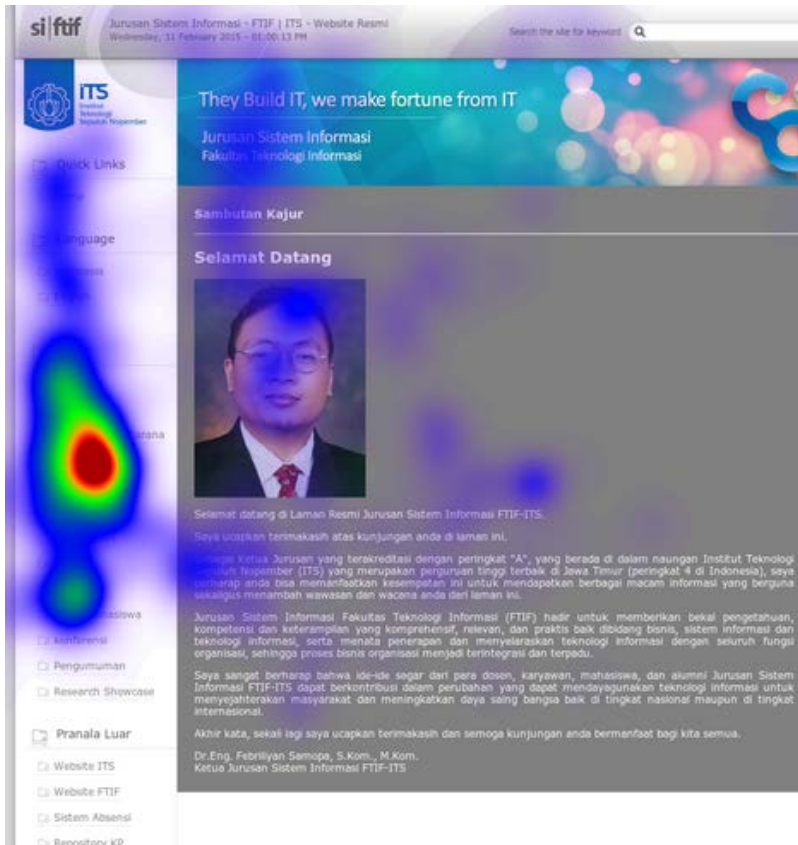 si|ftif
Jurusan Sistem Informasi - FTIF | ITS - Website Resmi
Wednesday, 11 February 2015 - 01:00:13 PM
Search the site for keyword
ITS
Institut
Teknologi
Sepuluh Nopember
They Build IT, we make fortune from IT
Jurusan Sistem Informasi
Fakultas Teknologi Informasi
Quick Links
Language
Sambutan Kajur
Selamat Datang
Selamat datang di Laman Resmi Jurusan Sistem Informasi FTIF-ITS.
Saya ucapkan terimakasih atas kunjungan anda di laman ini.
Sebagai Ketua Jurusan yang terakreditasi dengan peringkat "A", yang berada di dalam naungan Institut Teknologi
Sepuluh Nopember (ITS) yang merupakan perguruan tinggi terbaik di Jawa Timur (peringkat 4 di Indonesia), saya
berharap anda bisa memanfaatkan kesempatan ini untuk mendapatkan berbagai macam informasi yang berguna
sekaligus menambah wawasan dan wacana anda dari laman ini.
Jurusan Sistem Informasi Fakultas Teknologi Informasi (FTIF) hadir untuk memberikan bekal pengetahuan,
kompetensi dan keterampilan yang komprehensif, relevan, dan praktis baik dibidang bisnis, sistem informasi dan
teknologi informasi, serta menata penerapan dan menyelaraskan teknologi informasi dengan seluruh fungsi
organisasi, sehingga proses bisnis organisasi menjadi terintegrasi dan terpadu.
Saya sangat berharap ide-ide segar dari para dosen, karyawan, mahasiswa, dan alumni Jurusan Sistem
Informasi FTIF-ITS dapat berkontribusi dalam perubahan yang dapat mendayagunakan teknologi informasi untuk
menyejahterakan masyarakat dan meningkatkan daya saing bangsa baik di tingkat nasional maupun di tingkat
internasional.
Akhir kata, sekali lagi saya ucapkan terimakasih dan semoga kunjungan anda bermanfaat bagi kita semua.
Dr.Eng. Febriliyan Samopa, S.Kom., M.Kom.
Ketua Jurusan Sistem Informasi FTIF-ITS
Konferensi
Pengumuman
Research Showcase
Pranala Luar
Website ITS
Website FTIF
Sistem Absensi
Repository KP